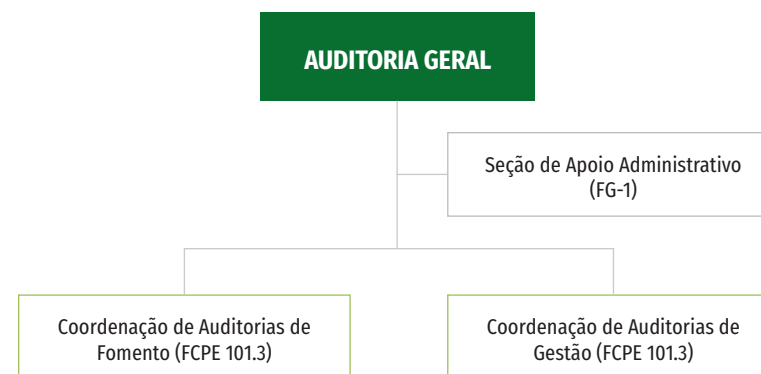 AUDITORIA GERAL
Seção de Apoio Administrativo
(FG-1)
Coordenação de Auditorias de
Fomento (FCPE 101.3)
Coordenação de Auditorias de
Gestão (FCPE 101.3)